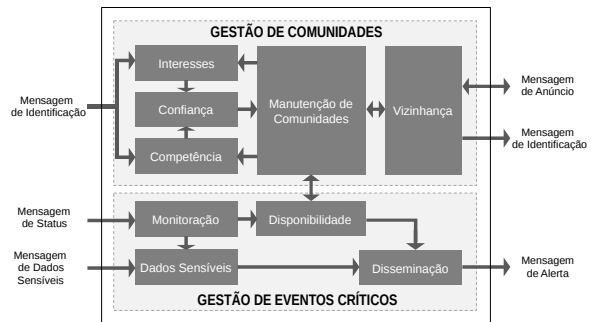 GESTÃO DE COMUNIDADES
Interesses
Confiança
Competência
Manutenção de
Comunidades
Vizinhança
Mensagem
de Identificação
Mensagem
de Anúncio
Mensagem
de Identificação
Mensagem
de Status
Monitoração
Disponibilidade
Mensagem
de Dados
Sensíveis
Dados Sensíveis
Disseminação
Mensagem
de Alerta
GESTÃO DE EVENTOS CRÍTICOS